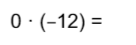 0 · (–12) =